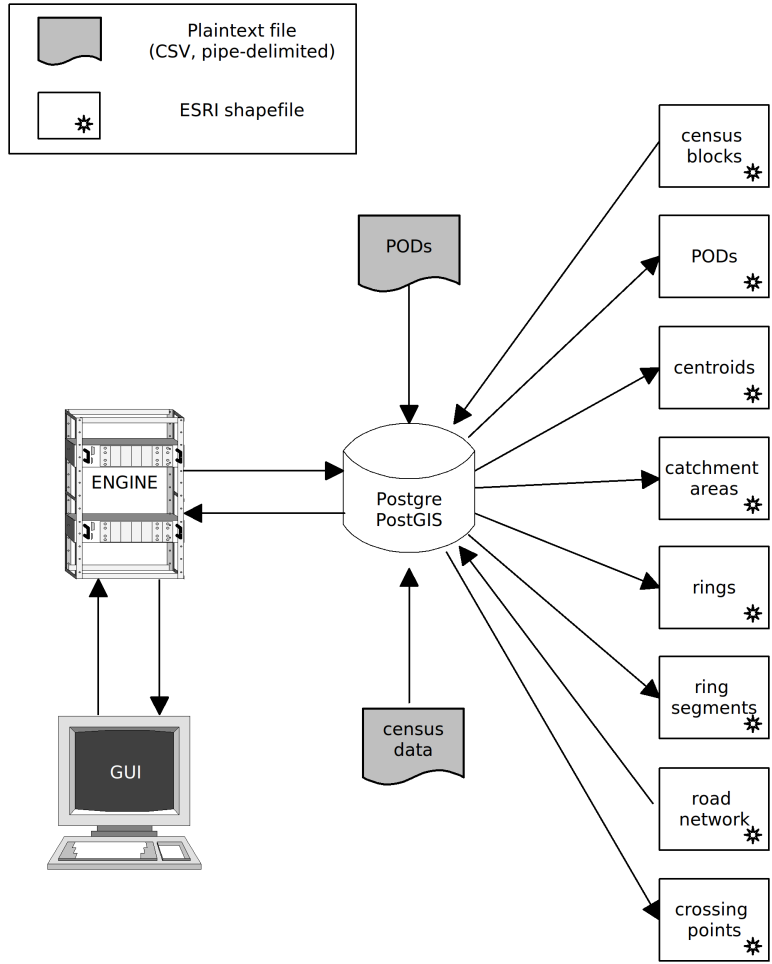 Plaintext file
(CSV, pipe-delimited)
ESRI shapefile
census
blocks
PODs
PODs
centroids
ENGINE
catchment
areas
Postgre
PostGIS
rings
ring
segments
census
data
GUI
road
network
crossing
points